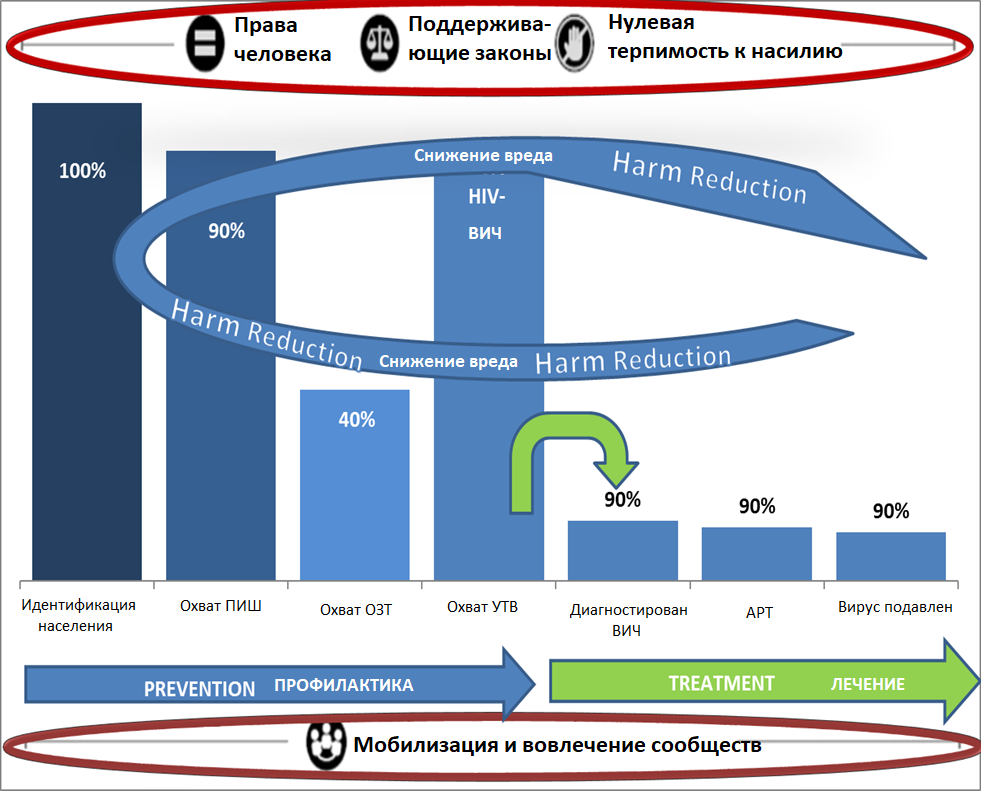 Права
человека
Поддержива-
ющие законы
Нулевая
терпимость к насилию
100%
90%
40%
Снижение вреда
Harm Reduction
HIV-
ВИЧ
Harm Reduction
Снижение вреда
Harm Reduction
90%
90%
90%
Идентификация
населения
Охват ПИШ
Охват ОЗТ
Охват УТВ
Диагностирован
ВИЧ
АРТ
Вирус подавлен
PREVENTION ПРОФИЛАКТИКА
TREATMENT ЛЕЧЕНИЕ
Мобилизация и вовлечение сообществ